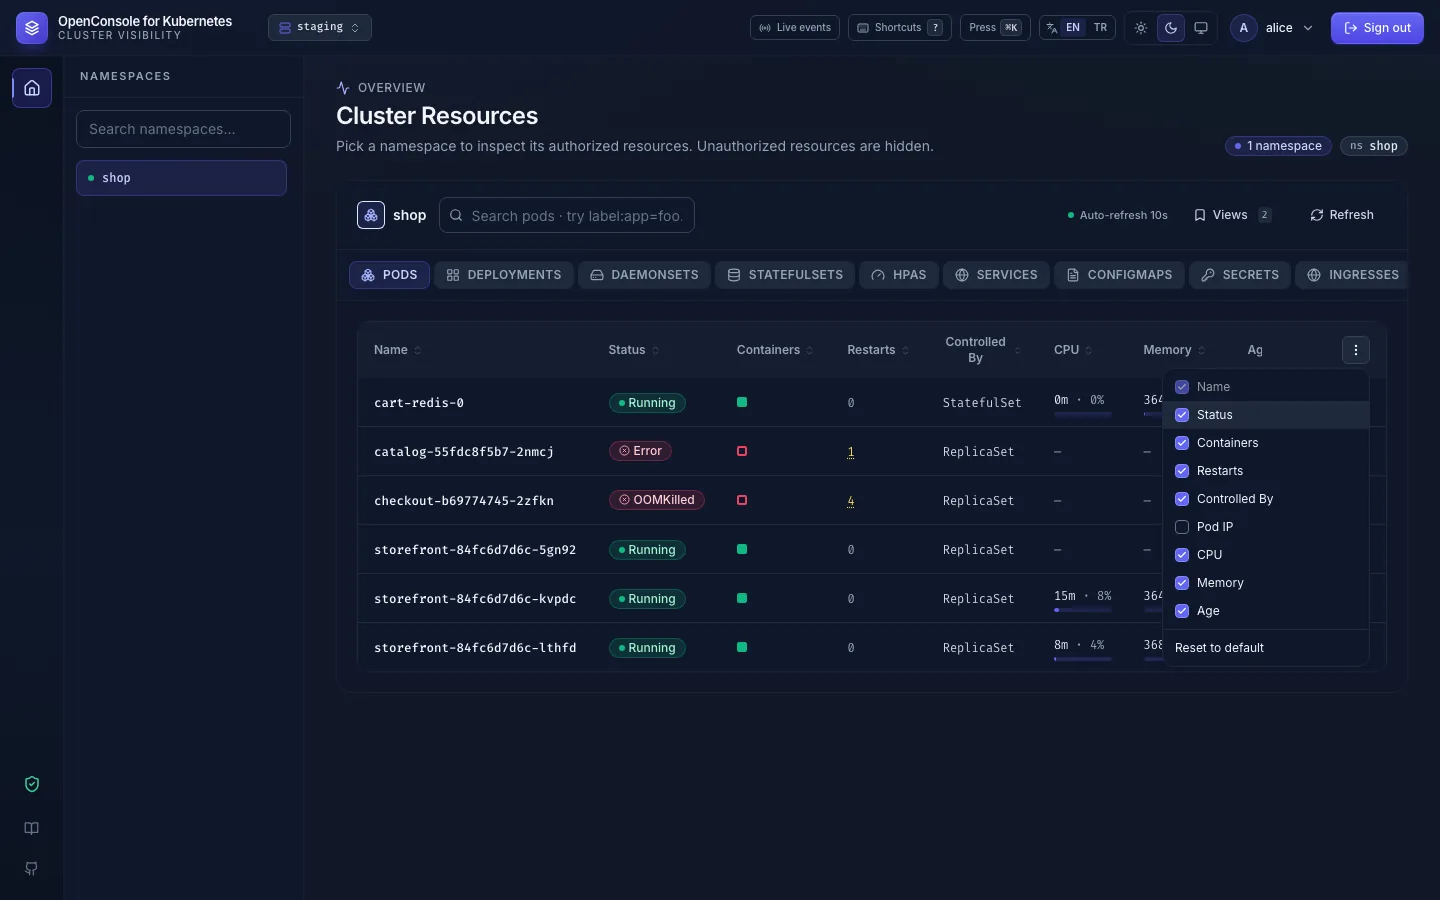 OpenConsole for Kubernetes
CLUSTER VISIBILITY
staging
Live events
Shortcuts ?
Press ⌘K
EN TR
A alice
Sign out
NAMESPACES
Search namespaces...
shop
OVERVIEW
Cluster Resources
Pick a namespace to inspect its authorized resources. Unauthorized resources are hidden.
1 namespace
ns shop
shop
Search pods · try label:app=foo.
Auto-refresh 10s
Views 2
Refresh
PODS DEPLOYMENTS DAEMONSETS STATEFULSETS HPAS SERVICES CONFIGMAPS SECRETS INGRESSES
Name Status Containers Restarts Controlled By CPU Memory Ag
cart-redis-0 Running 0 StatefulSet 0m · 0% 364
catalog-55fdc8f5b7-2nmcj Error 1 ReplicaSet — —
checkout-b69774745-2zfkn OOMKilled 4 ReplicaSet — —
storefront-84fc6d7d6c-5gn92 Running 0 ReplicaSet — —
storefront-84fc6d7d6c-kvpdc Running 0 ReplicaSet 15m · 8% 364
storefront-84fc6d7d6c-lthfd Running 0 ReplicaSet 8m · 4% 368
Name
Status
Containers
Restarts
Controlled By
Pod IP
CPU
Memory
Age
Reset to default